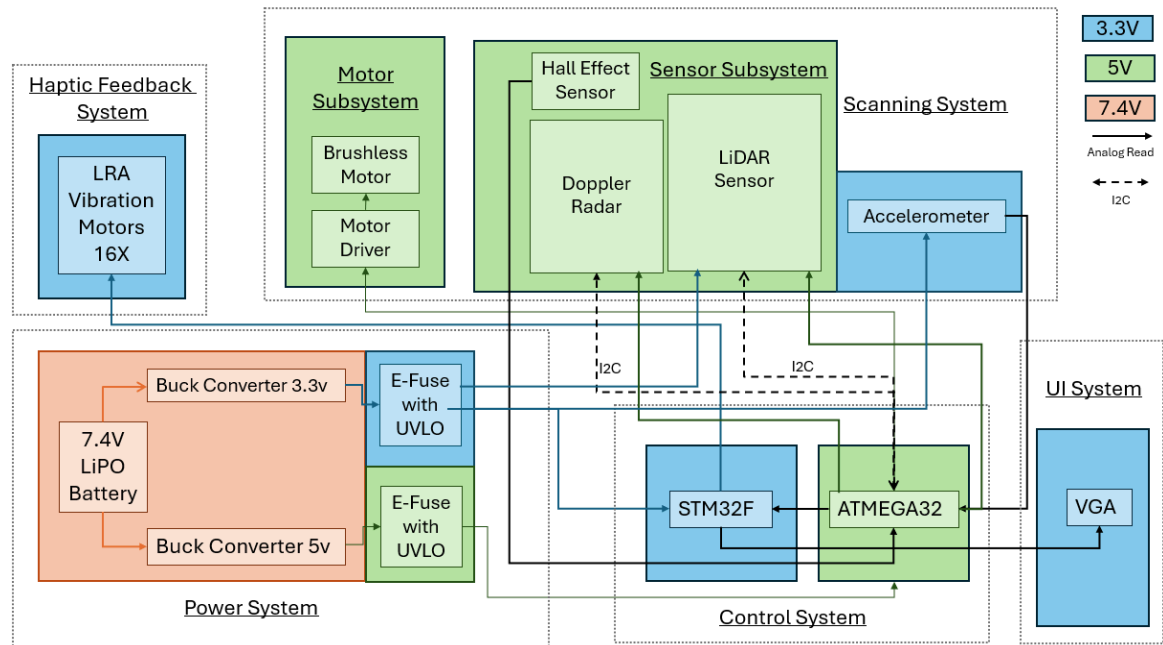 Haptic Feedback
System
LRA
Vibration
Motors
16X
Motor
Subsystem
Brushless
Motor
Motor
Driver
Hall Effect
Sensor
Sensor Subsystem
Doppler
Radar
LiDAR
Sensor
Scanning System
Accelerometer
3.3V
5V
7.4V
Analog Read
I2C
I2C
I2C
Buck Converter 3.3v
E-Fuse
with
UVLO
7.4V
LiPO
Battery
E-Fuse
with
UVLO
Buck Converter 5v
Power System
STM32F
ATMEGA32
Control System
UI System
VGA